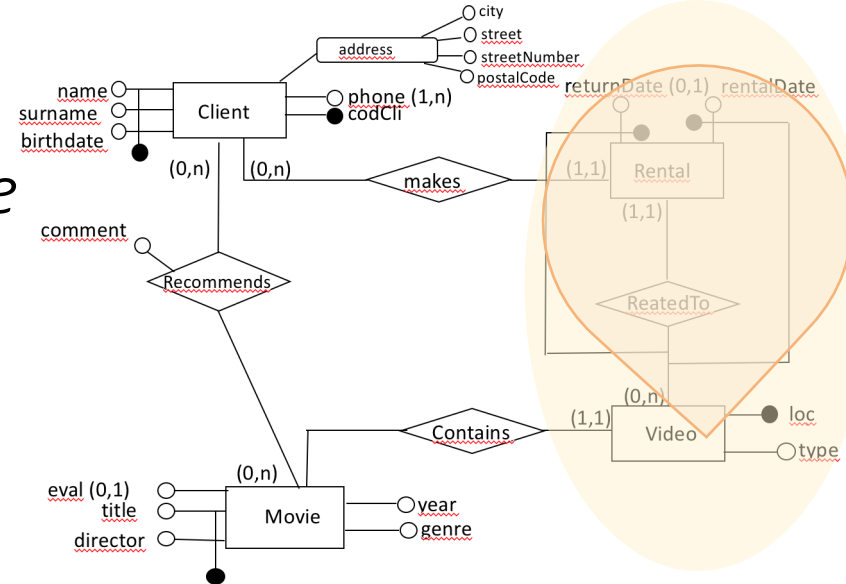 city
street
streetNumber
postalCode
address
name
surname
birthdate
Client
phone (1,n)
codCli
returnDate (0,1) rentalDate
(0,n)
(0,n)
makes
(1,1)
Rental
(1,1)
e
comment
Recommends
ReatedTo
(0,n)
(1,1)
Contains
Video
loc
type
(0,n)
eval (0,1)
title
director
Movie
year
genre